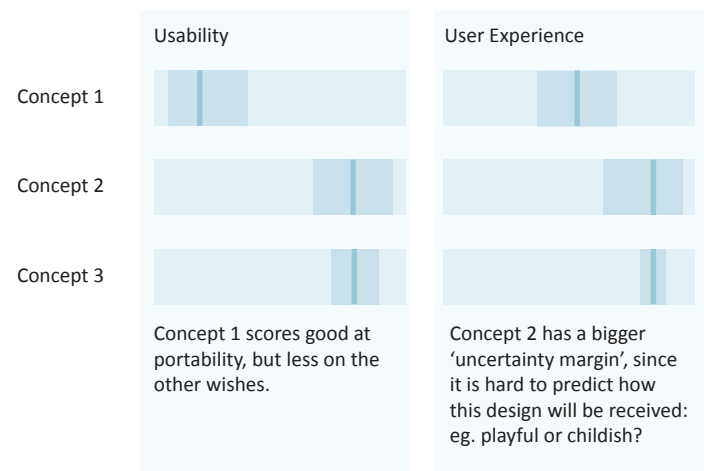 Usability
User Experience
Concept 1
Concept 2
Concept 3
Concept 1 scores good at
portability, but less on the
other wishes.
Concept 2 has a bigger
‘uncertainty margin’, since
it is hard to predict how
this design will be received:
eg. playful or childish?